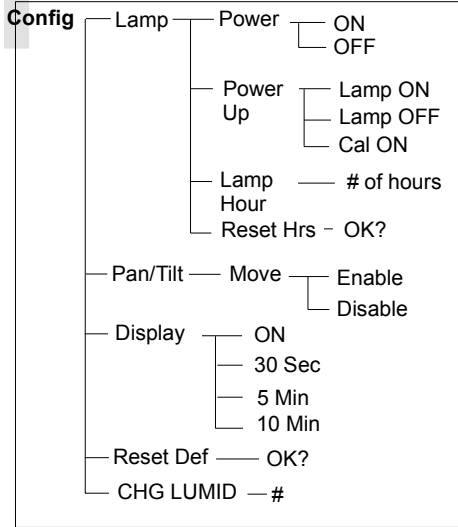 Config Lamp Power ON
OFF
Power Up Lamp ON
Lamp OFF
Cal ON
Lamp Hour # of hours
Reset Hrs OK?
Pan/Tilt Move Enable
Disable
Display ON
30 Sec
5 Min
10 Min
Reset Def OK?
CHG LUMID #